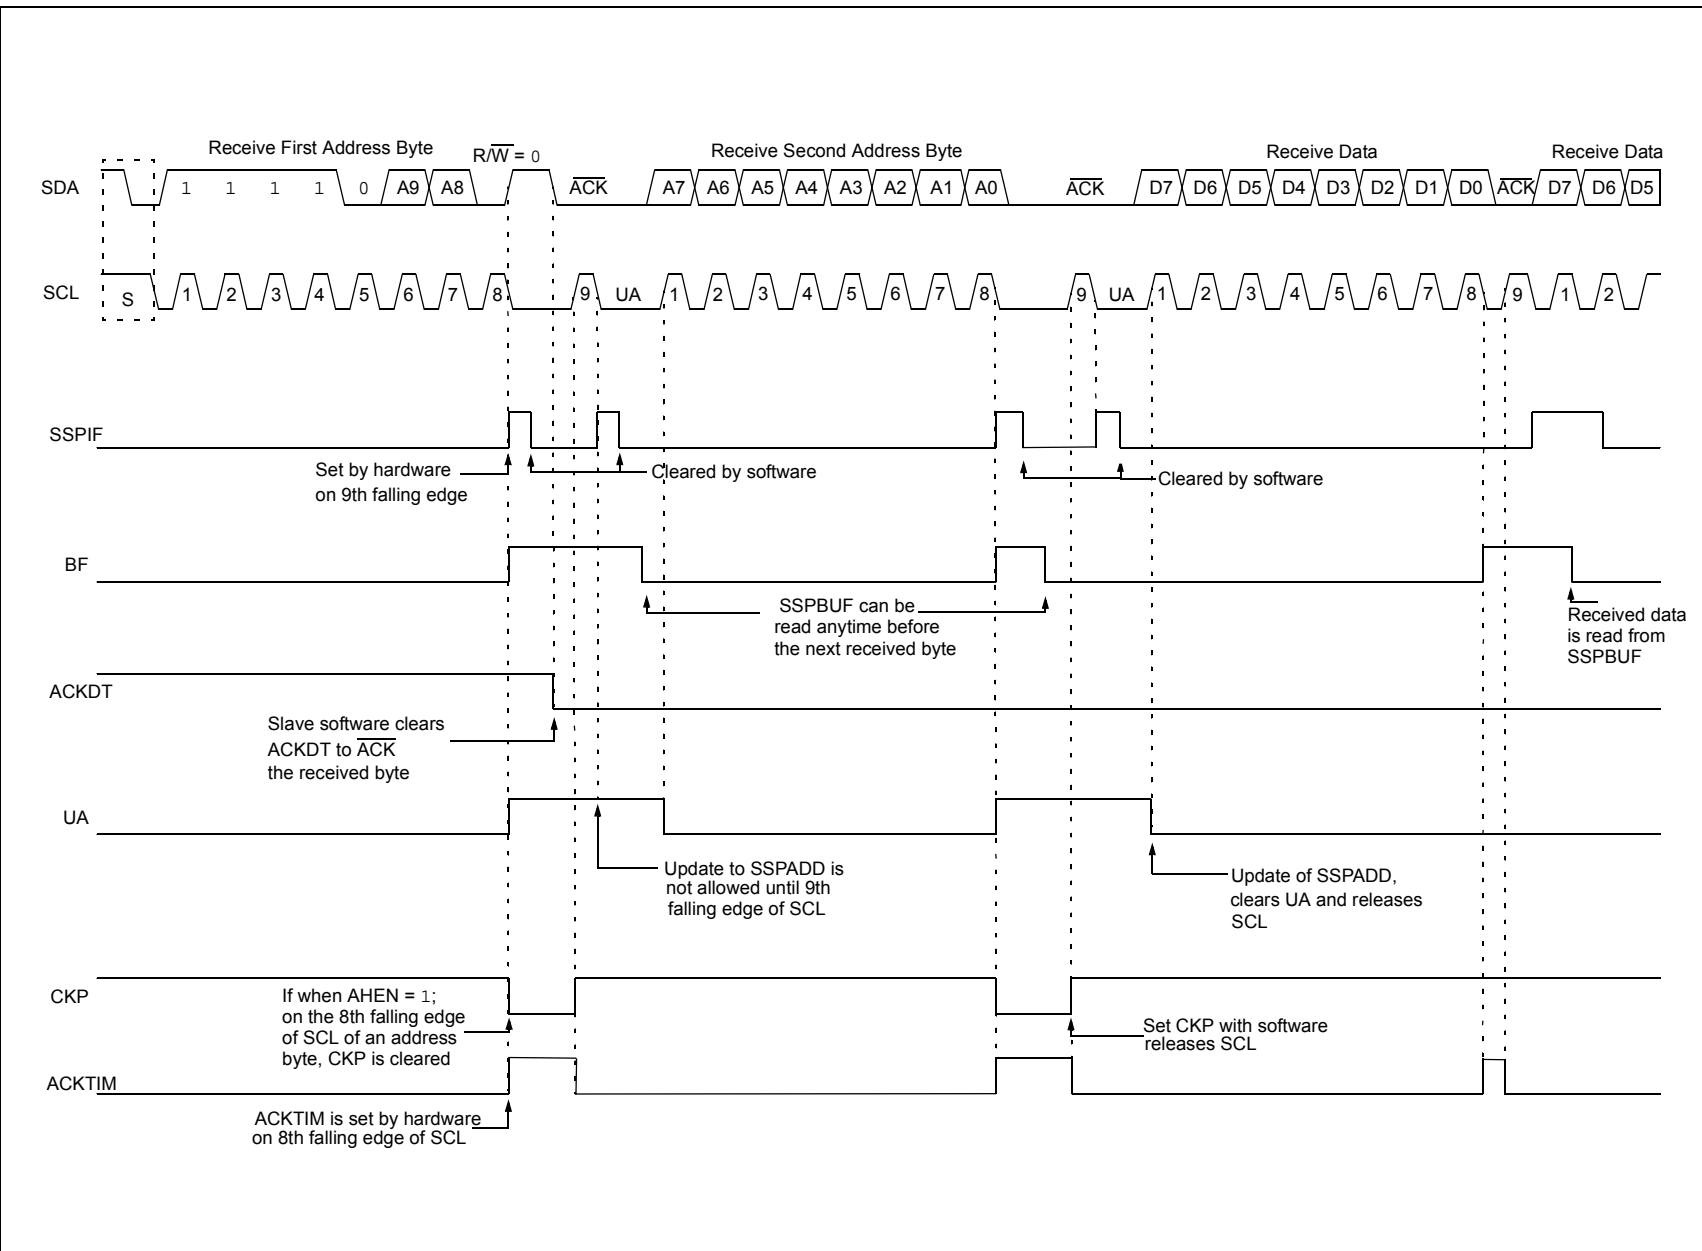 Receive First Address Byte
R/W = 0
Receive Second Address Byte
Receive Data
Receive Data
SDA
1 1 1 1 0 A9 A8
ACK
A7 A6 A5 A4 A3 A2 A1 A0
ACK
D7 D6 D5 D4 D3 D2 D1 D0
ACK
D7 D6 D5
SCL
S
1 2 3 4 5 6 7 8
9
UA
1 2 3 4 5 6 7 8
9
UA
1 2 3 4 5 6 7 8
9
1 2
SSPIF
Set by hardware
on 9th falling edge
Cleared by software
Cleared by software
BF
SSPBUF can be
read anytime before
the next received byte
Received data
is read from
SSPBUF
ACKDT
Slave software clears
ACKDT to ACK
the received byte
UA
Update to SSPADD is
not allowed until 9th
falling edge of SCL
Update of SSPADD,
clears UA and releases
SCL
CKP
If when AHEN = 1;
on the 8th falling edge
of SCL of an address
byte, CKP is cleared
Set CKP with software
releases SCL
ACKTIM
ACKTIM is set by hardware
on 8th falling edge of SCL